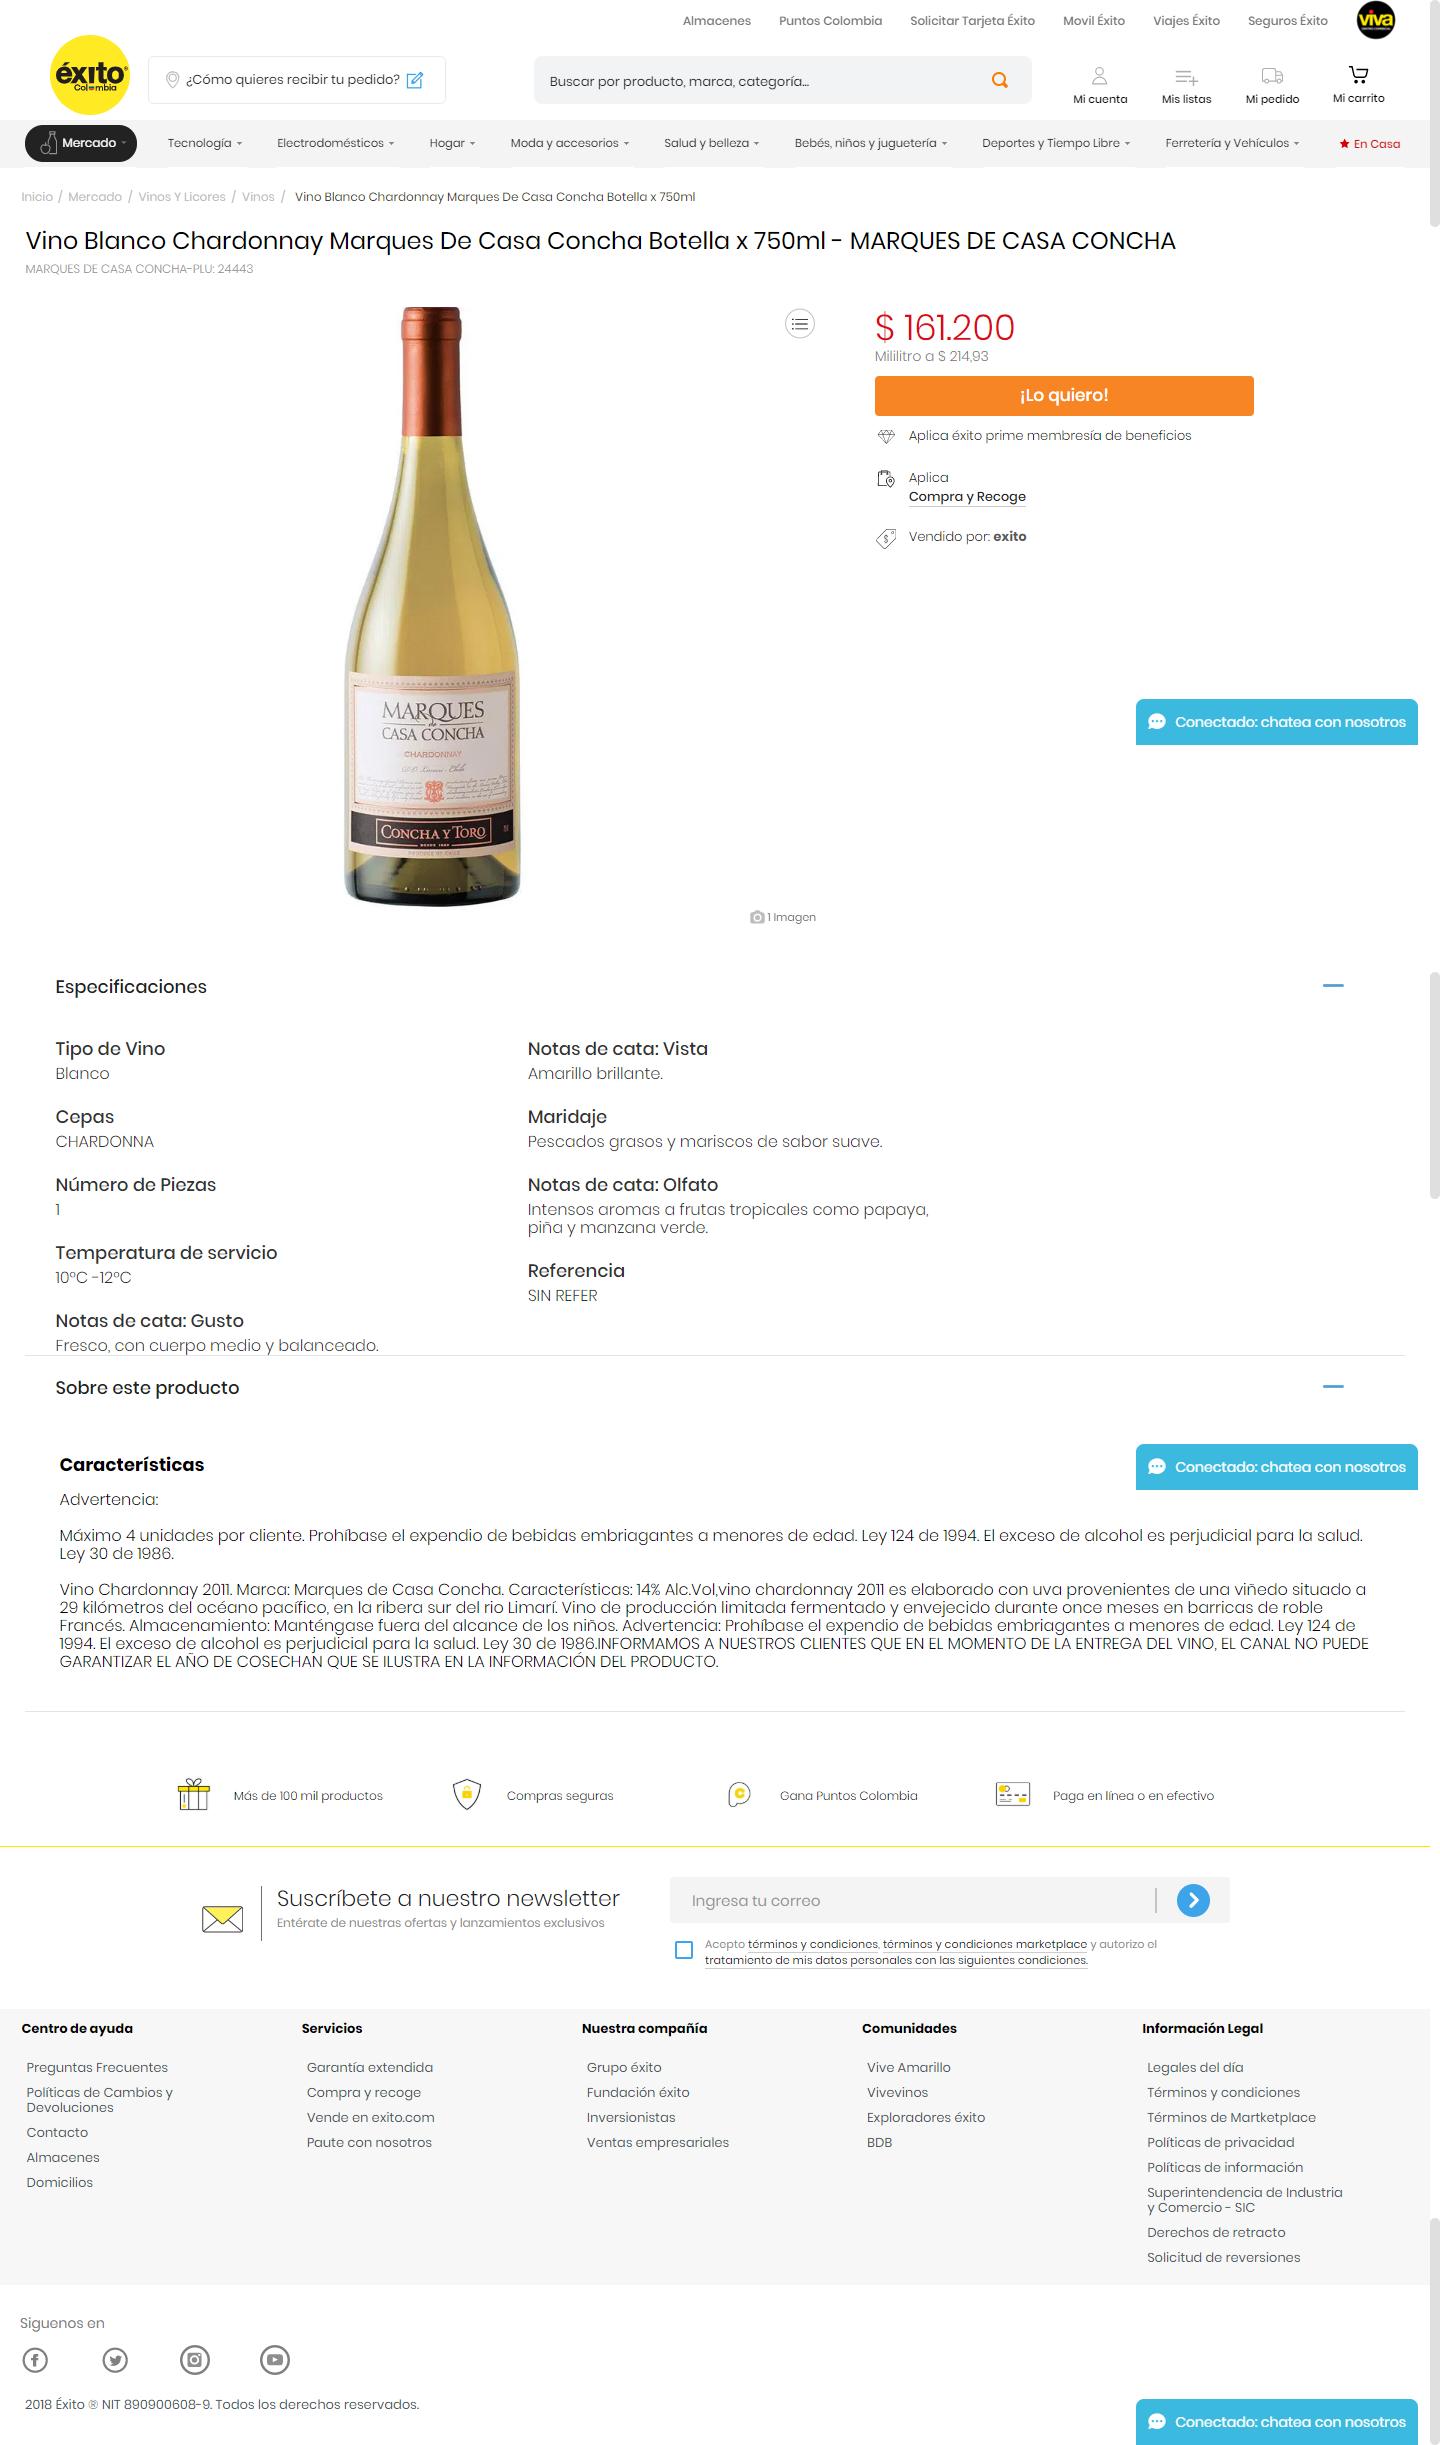 Almacenes
Puntos Colombia
Solicitar Tarjeta Éxito
Movil Éxito
Viajes Éxito
Seguros Éxito
viva
éxito
Colombia
¿Cómo quieres recibir tu pedido?
Buscar por producto, marca, categoría...
Mi cuenta
Mis listas
Mi pedido
Mi carrito
Mercado
Tecnología
Electrodomésticos
Hogar
Moda y accesorios
Salud y belleza
Bebés, niños y juguetería
Deportes y Tiempo Libre
Ferretería y Vehículos
En Casa
Inicio / Mercado / Vinos Y Licores / Vinos / Vino Blanco Chardonnay Marques De Casa Concha Botella x 750ml
Vino Blanco Chardonnay Marques De Casa Concha Botella x 750ml - MARQUES DE CASA CONCHA
MARQUES DE CASA CONCHA-PLU: 24443
MARQUES
de
CASA CONCHA
CHARDONNAY
CONCHA Y TORO
1 Imagen
$ 161.200
Mililitro a $ 214,93
¡Lo quiero!
Aplica éxito prime membresía de beneficios
Aplica
Compra y Recoge
Vendido por: exito
Conectado: chatea con nosotros
Especificaciones
Tipo de Vino
Blanco
Cepas
CHARDONNA
Número de Piezas
1
Temperatura de servicio
10°C -12°C
Notas de cata: Gusto
Fresco, con cuerpo medio y balanceado.
Notas de cata: Vista
Amarillo brillante.
Maridaje
Pescados grasos y mariscos de sabor suave.
Notas de cata: Olfato
Intensos aromas a frutas tropicales como papaya,
piña y manzana verde.
Referencia
SIN REFER
Sobre este producto
Conectado: chatea con nosotros
Características
Advertencia:
Máximo 4 unidades por cliente. Prohíbase el expendio de bebidas embriagantes a menores de edad. Ley 124 de 1994. El exceso de alcohol es perjudicial para la salud.
Ley 30 de 1986.
Vino Chardonnay 2011. Marca: Marques de Casa Concha. Características: 14% Alc.Vol,vino chardonnay 2011 es elaborado con uva provenientes de una viñedo situado a
29 kilómetros del océano pacífico, en la ribera sur del rio Limarí. Vino de producción limitada fermentado y envejecido durante once meses en barricas de roble
Francés. Almacenamiento: Manténgase fuera del alcance de los niños. Advertencia: Prohíbase el expendio de bebidas embriagantes a menores de edad. Ley 124 de
1994. El exceso de alcohol es perjudicial para la salud. Ley 30 de 1986.INFORMAMOS A NUESTROS CLIENTES QUE EN EL MOMENTO DE LA ENTREGA DEL VINO, EL CANAL NO PUEDE
GARANTIZAR EL AÑO DE COSECHAN QUE SE ILUSTRA EN LA INFORMACIÓN DEL PRODUCTO.
Más de 100 mil productos
Compras seguras
Gana Puntos Colombia
Paga en línea o en efectivo
Suscríbete a nuestro newsletter
Entérate de nuestras ofertas y lanzamientos exclusivos
Ingresa tu correo
Acepto términos y condiciones, términos y condiciones marketplace y autorizo el
tratamiento de mis datos personales con las siguientes condiciones.
Centro de ayuda
Preguntas Frecuentes
Políticas de Cambios y
Devoluciones
Contacto
Almacenes
Domicilios
Servicios
Garantía extendida
Compra y recoge
Vende en exito.com
Paute con nosotros
Nuestra compañía
Grupo éxito
Fundación éxito
Inversionistas
Ventas empresariales
Comunidades
Vive Amarillo
Vivevinos
Exploradores éxito
BDB
Información Legal
Legales del día
Términos y condiciones
Términos de Martketplace
Políticas de privacidad
Políticas de información
Superintendencia de Industria
y Comercio - SIC
Derechos de retracto
Solicitud de reversiones
Siguenos en
2018 Éxito ® NIT 890900608-9. Todos los derechos reservados.
Conectado: chatea con nosotros